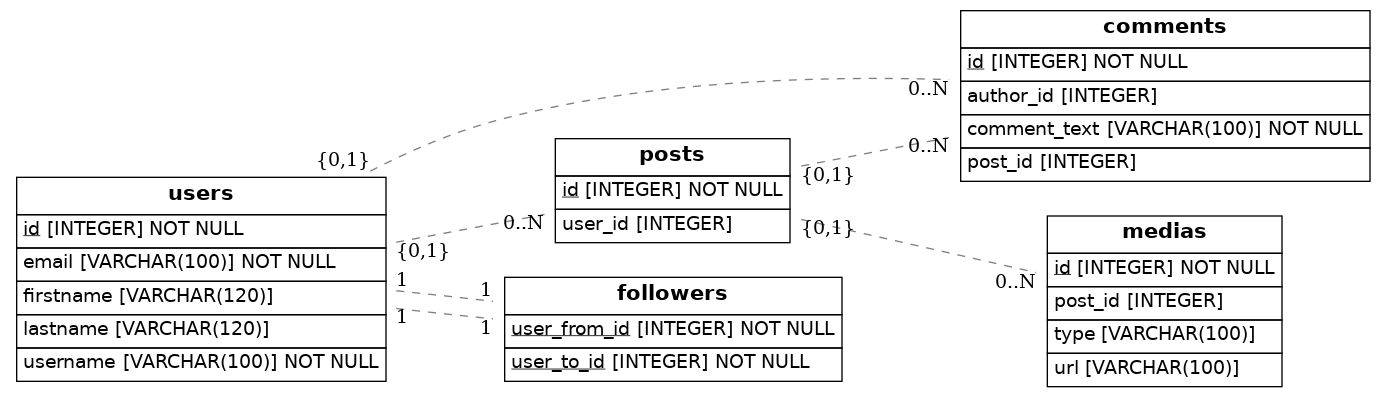 comments
id [INTEGER] NOT NULL
author_id [INTEGER]
comment_text [VARCHAR(100)] NOT NULL
post_id [INTEGER]
0..N
0..N
posts
id [INTEGER] NOT NULL
user_id [INTEGER]
{0,1}
{0,1}
0..N
{0,1}
users
id [INTEGER] NOT NULL
email [VARCHAR(100)] NOT NULL
firstname [VARCHAR(120)]
lastname [VARCHAR(120)]
username [VARCHAR(100)] NOT NULL
{0,1}
1
1
1
1
followers
user_from_id [INTEGER] NOT NULL
user_to_id [INTEGER] NOT NULL
0..N
medias
id [INTEGER] NOT NULL
post_id [INTEGER]
type [VARCHAR(100)]
url [VARCHAR(100)]